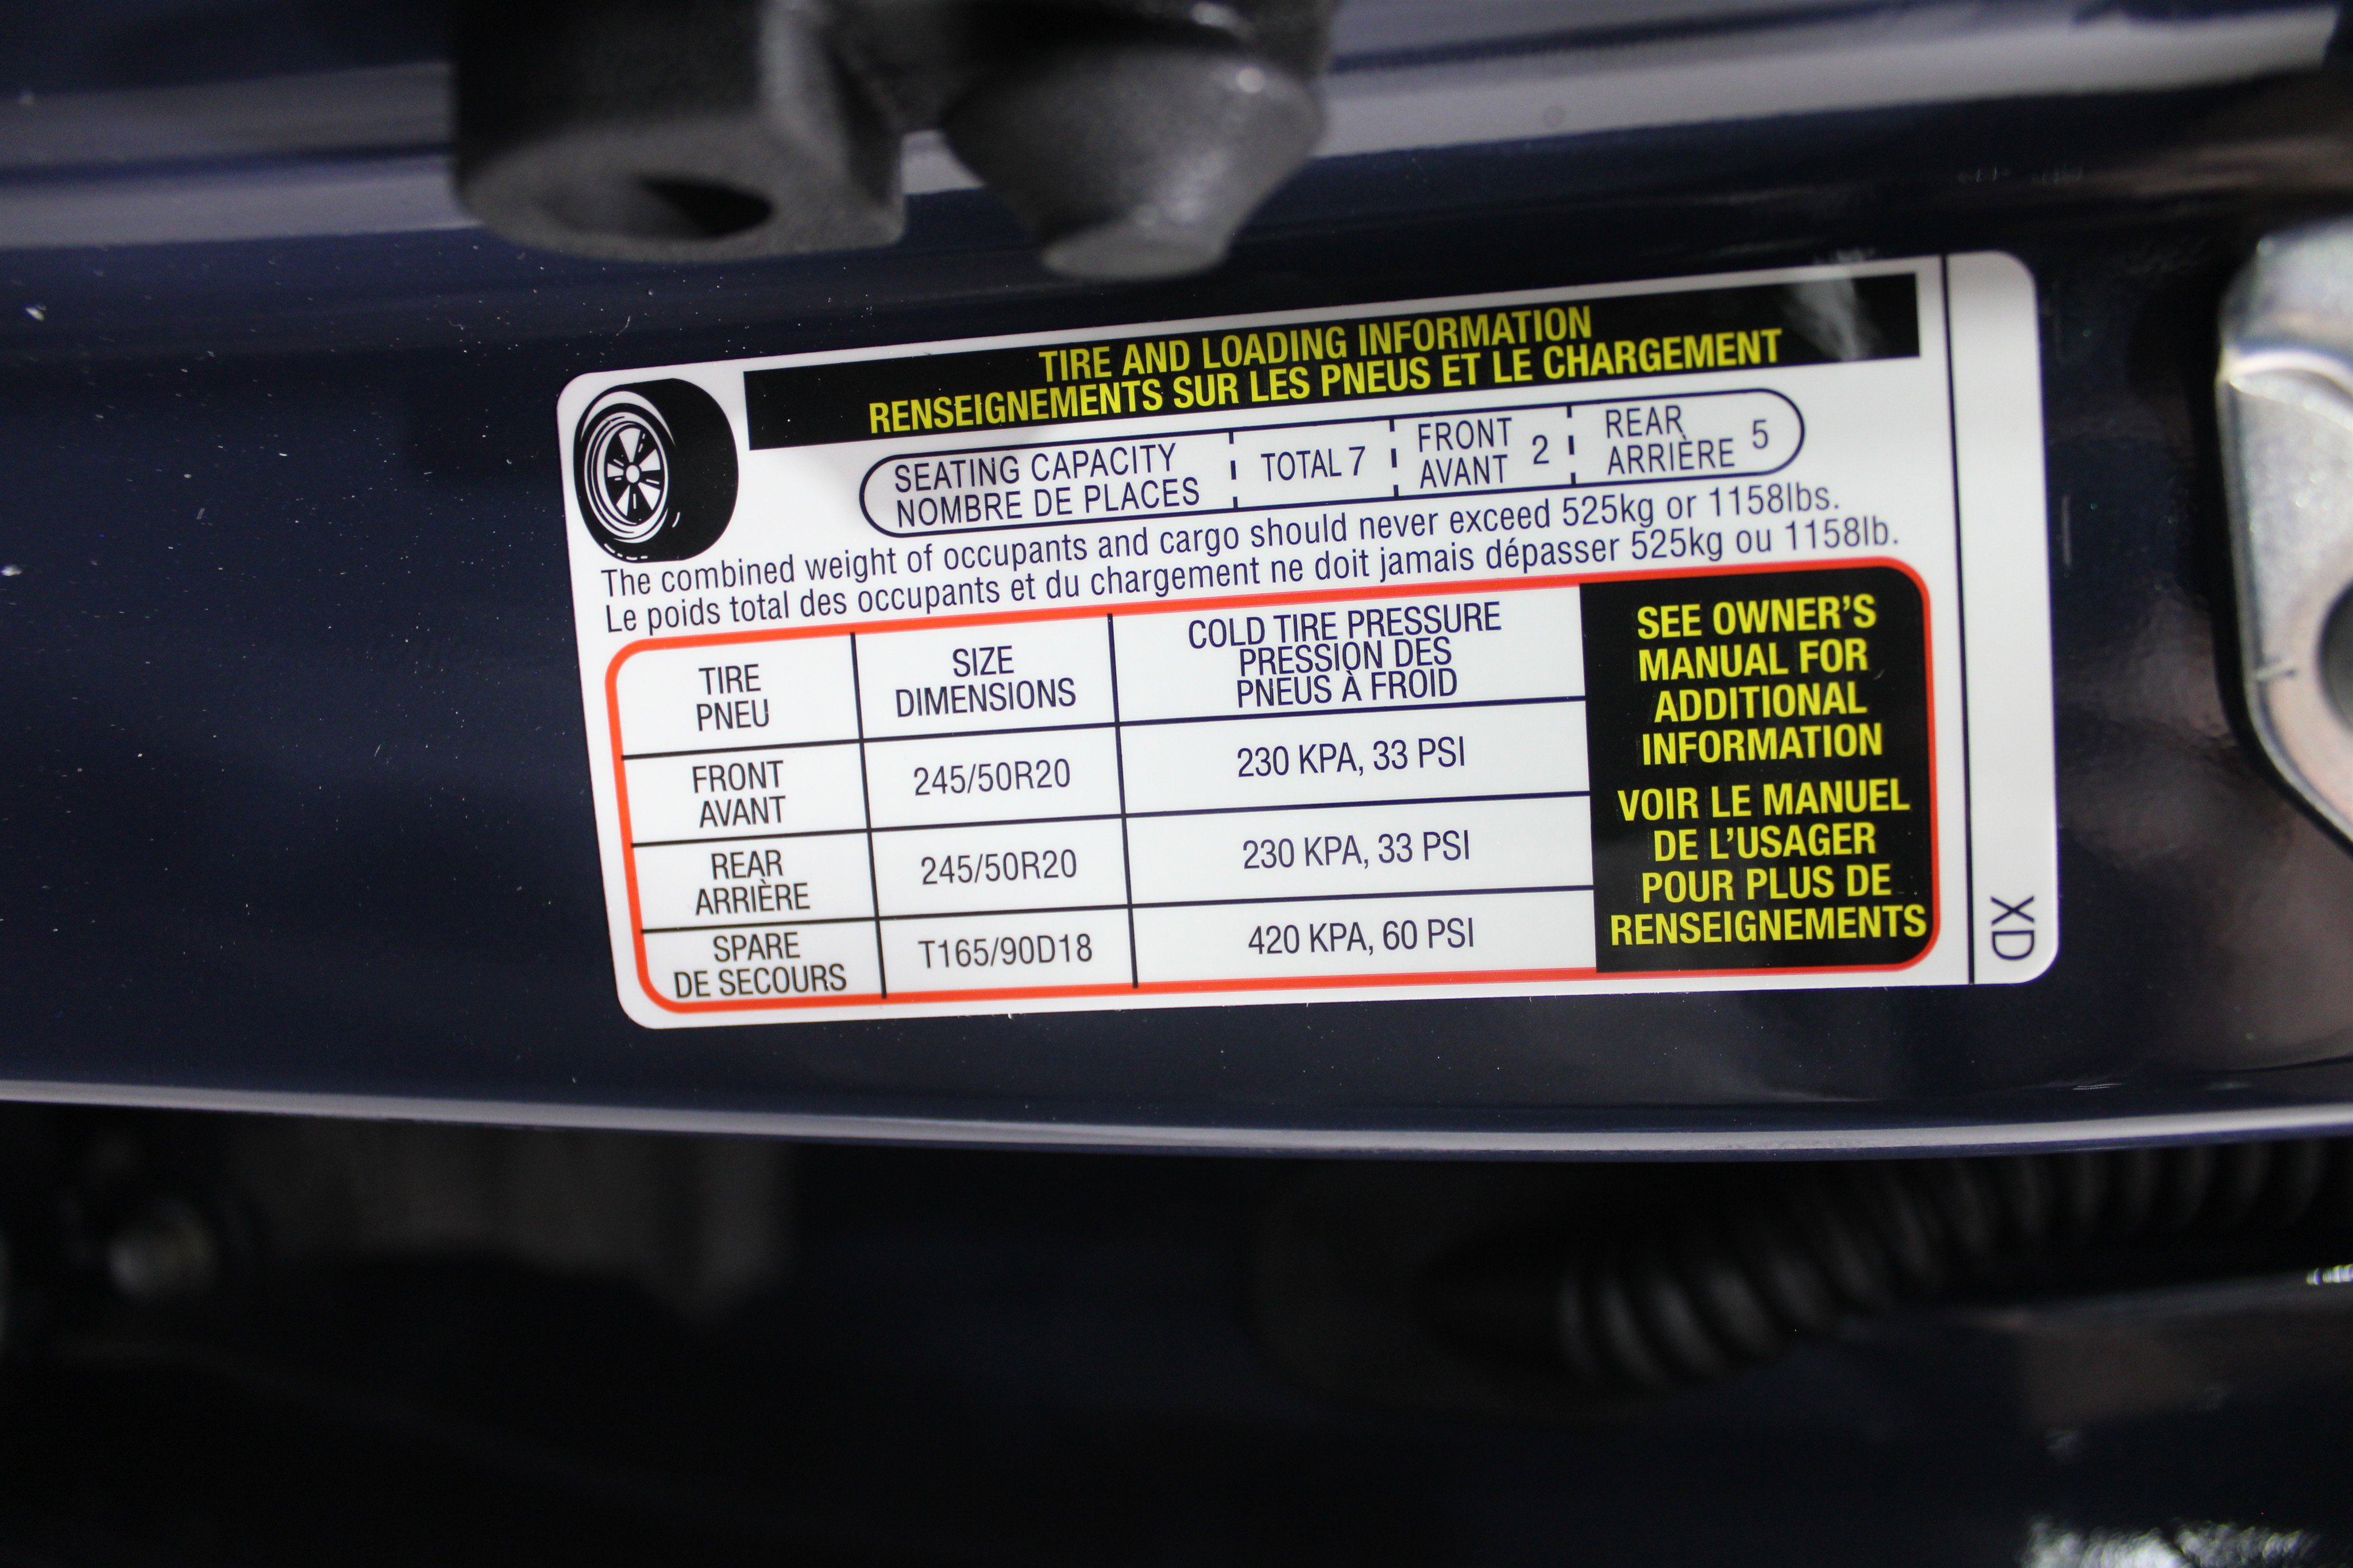 TIRE AND LOADING INFORMATION
RENSEIGNEMENTS SUR LES PNEUS ET LE CHARGEMENT
SEATING CAPACITY
NOMBRE DE PLACES
TOTAL 7
FRONT
AVANT 2
REAR
ARRIÈRE 5
The combined weight of occupants and cargo should never exceed 525kg or 1158lbs.
Le poids total des occupants et du chargement ne doit jamais dépasser 525kg ou 1158lb.
TIRE
PNEU
SIZE
DIMENSIONS
COLD TIRE PRESSURE
PRESSION DES
PNEUS À FROID
FRONT
AVANT
245/50R20
230 KPA, 33 PSI
REAR
ARRIÈRE
245/50R20
230 KPA, 33 PSI
SPARE
DE SECOURS
T165/90D18
420 KPA, 60 PSI
SEE OWNER'S
MANUAL FOR
ADDITIONAL
INFORMATION
VOIR LE MANUEL
DE L'USAGER
POUR PLUS DE
RENSEIGNEMENTS
XD